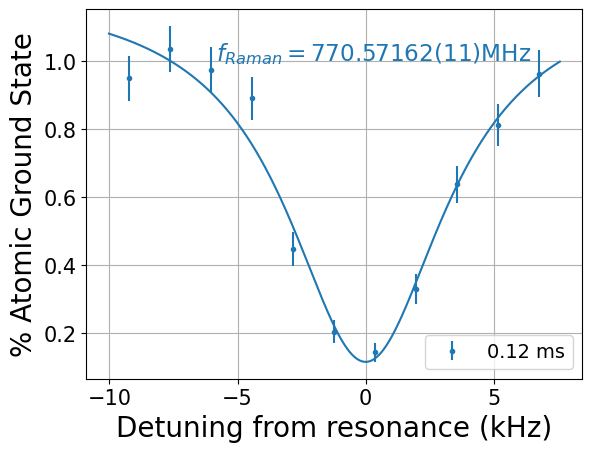 f_Raman = 770.57162(11)MHz
% Atomic Ground State
1.0
0.8
0.6
0.4
0.2
0.12 ms
−10
−5
0
5
Detuning from resonance (kHz)